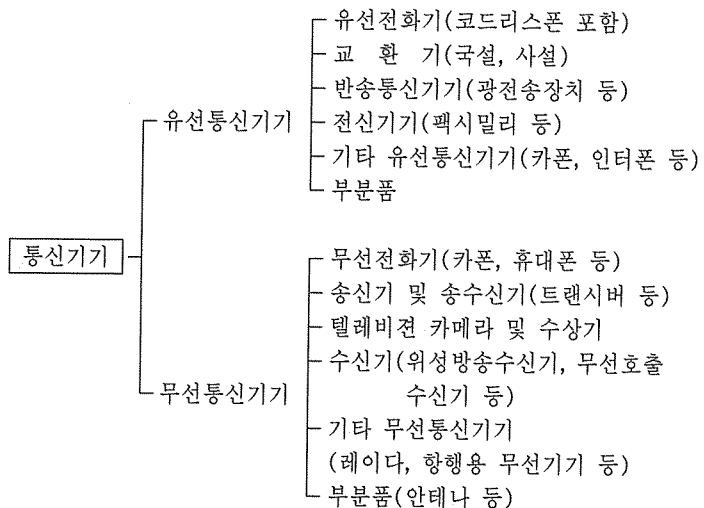 유선전화기(코드리스폰 포함)
교 환 기(국설, 사설)
반송통신기기(광전송장치 등)
유선통신기기
전신기기(팩시밀리 등)
기타 유선통신기기(카폰, 인터폰 등)
부분품
통신기기
무선전화기(카폰, 휴대폰 등)
송신기 및 송수신기(트랜시버 등)
텔레비젼 카메라 및 수상기
수신기(위성방송수신기, 무선호출
수신기 등)
무선통신기기
기타 무선통신기기
(레이다, 항행용 무선기기 등)
부분품(안테나 등)